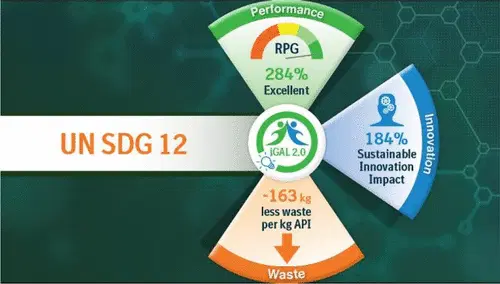 Performance
RPG
284%
Excellent
UN SDG 12
iGAL 2.0
184%
Sustainable
Innovation
Impact
Innovation
-163 kg
less waste
per kg API
Waste